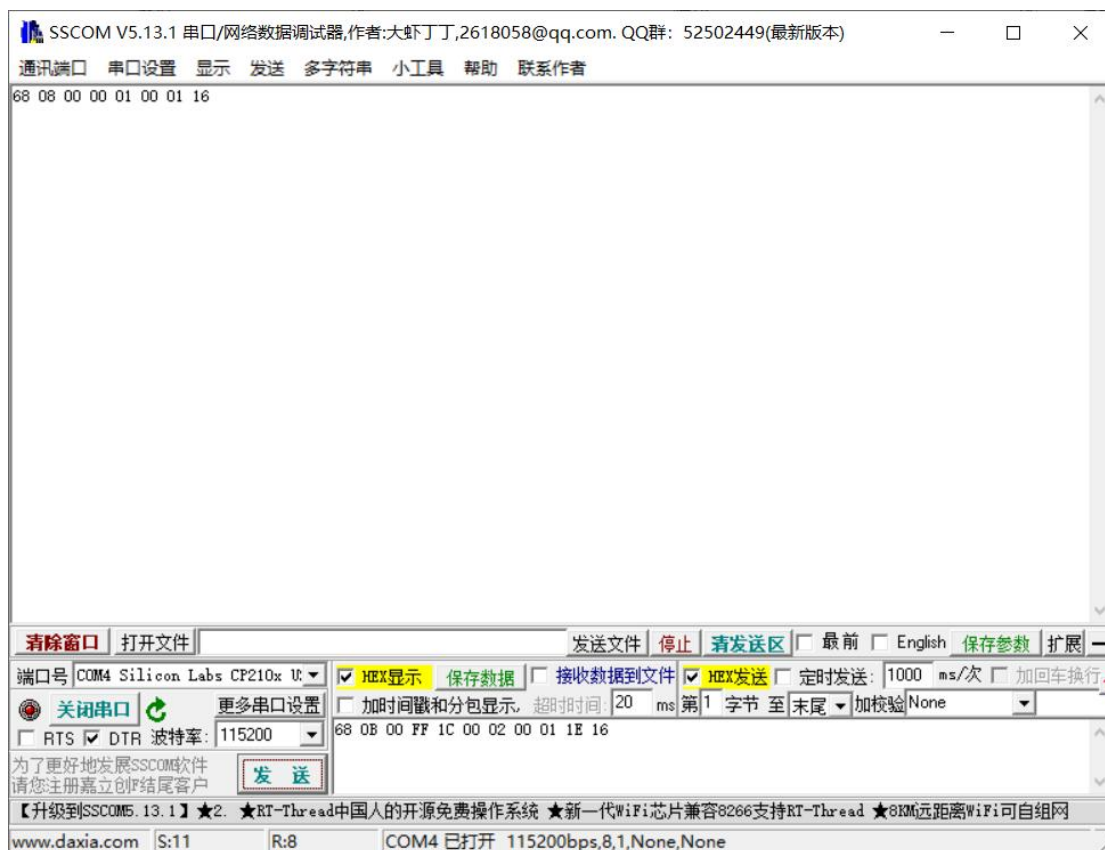 SSCOM V5.13.1 串口/网络数据调试器,作者:大虾丁丁,2618058@qq.com. QQ群: 52502449(最新版本)
通讯端口 串口设置 显示 发送 多字符串 小工具 帮助 联系作者
68 08 00 00 01 00 01 16
清除窗口 打开文件 发送文件 停止 清发送区 最前 English 保存参数 扩展 —
端口号 COM4 Silicon Labs CP210x U HEX显示 保存数据 接收数据到文件 HEX发送 定时发送: 1000 ms/次 加回车换行
关闭串口 更多串口设置 加时间戳和分包显示, 超时时间: 20 ms 第 1 字节 至 末尾 加校验 None
RTS DTR 波特率: 115200 68 0B 00 FF 1C 00 02 00 01 1E 16
为了更好地发展SSCOM软件
请您注册嘉立创F结尾客户 发 送
【升级到SSCOM5.13.1】★2. ★RT-Thread中国人的开源免费操作系统 ★新一代WiFi芯片兼容8266支持RT-Thread ★8KM远距离WiFi可自组网
www.daxia.com S:11 R:8 COM4 已打开 115200bps,8,1,None,None